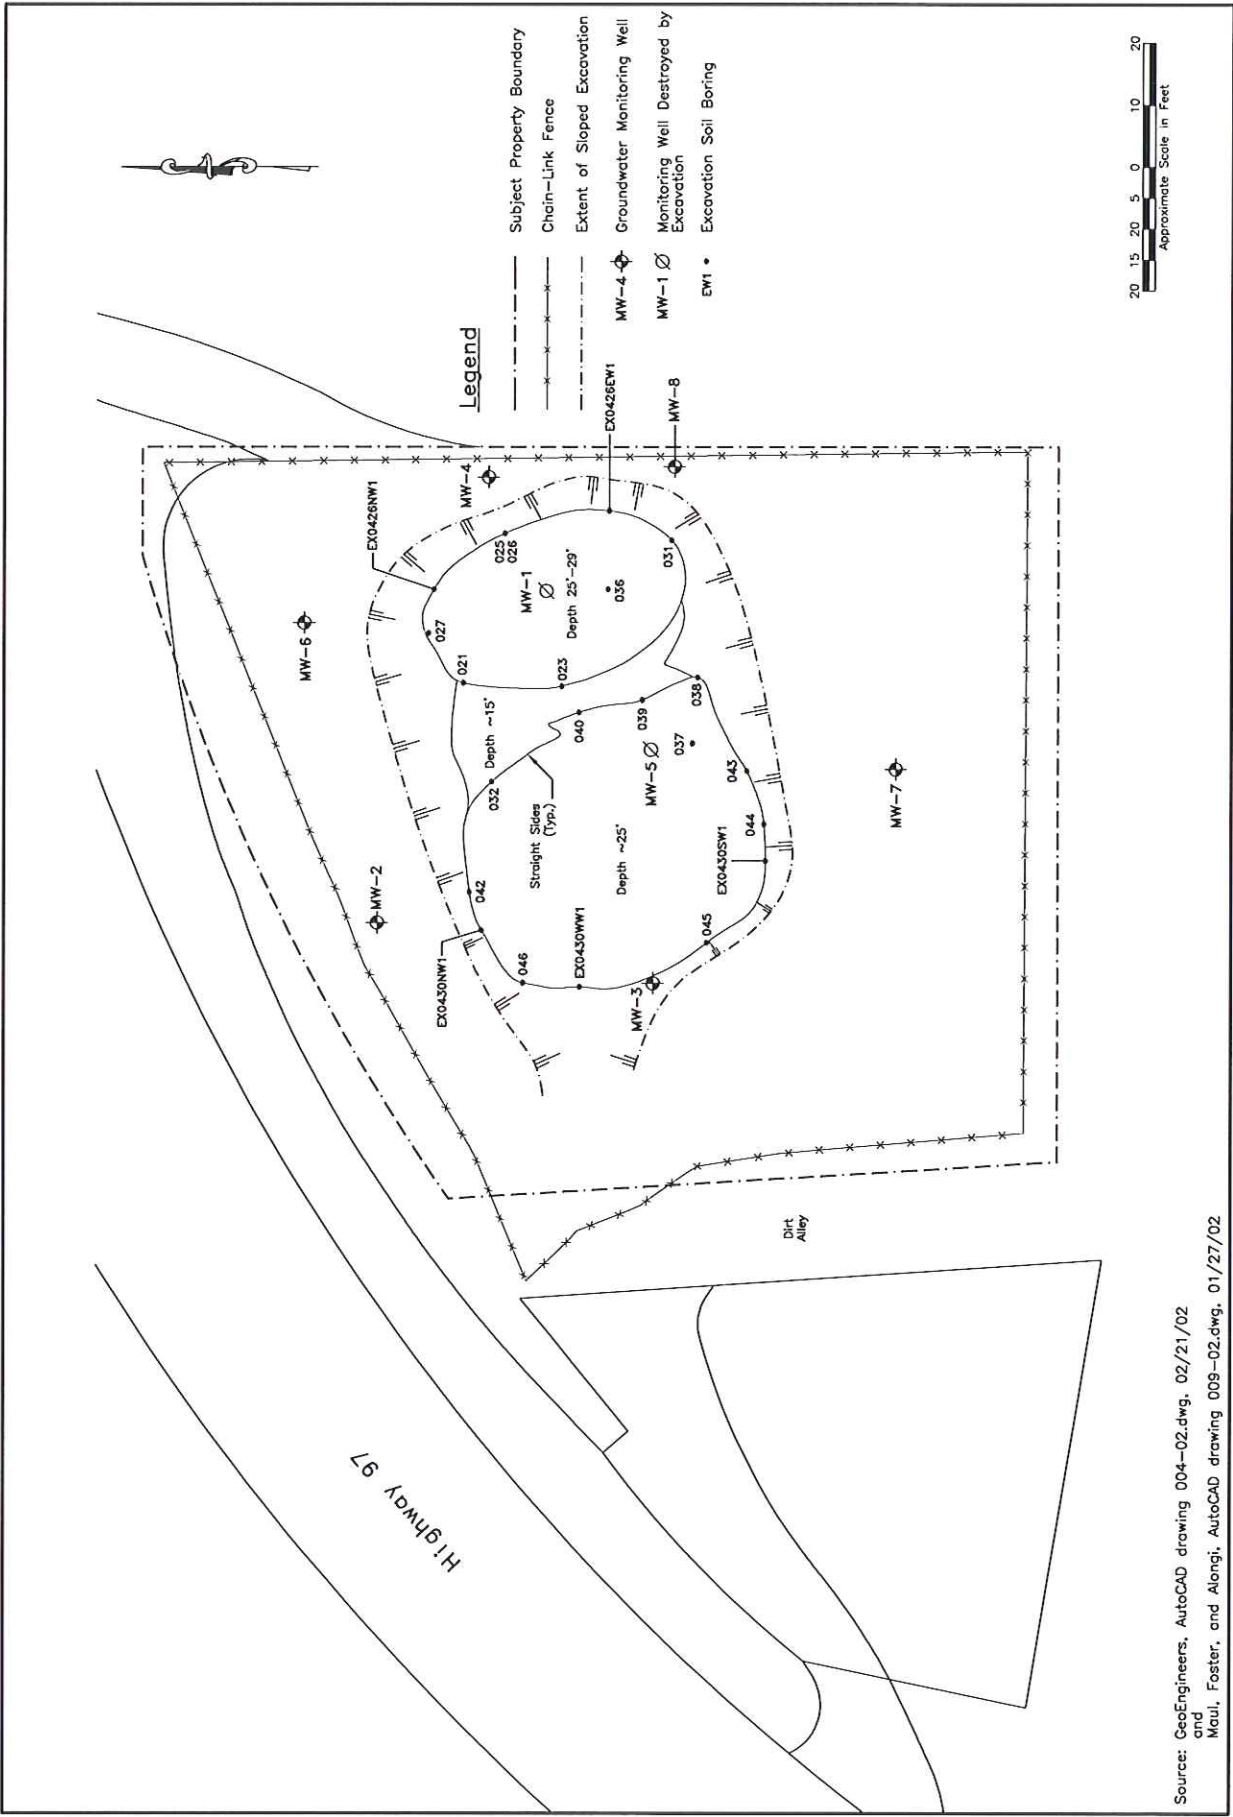 Highway 97
Dirt
Alley
MW-2
MW-6
MW-4
MW-8
MW-7
MW-3
MW-5
MW-1
EX0426NW1
EX0426EW1
EX0430NW1
EX0430WW1
EX0430SW1
027
021
025
026
023
036
031
Depth 25'-29'
Depth ~15'
032
040
039
038
037
043
044
045
046
042
Straight Sides
(Typ.)
Depth ~25'
Legend
Subject Property Boundary
Chain-Link Fence
Extent of Sloped Excavation
MW-4 Groundwater Monitoring Well
MW-1 Monitoring Well Destroyed by
Excavation
EW1 Excavation Soil Boring
20 15 20 5 0 10 20
Approximate Scale in Feet
Source: GeoEngineers, AutoCAD drawing 004-02.dwg, 02/21/02
and
Maul, Foster, and Alongi, AutoCAD drawing 009-02.dwg, 01/27/02